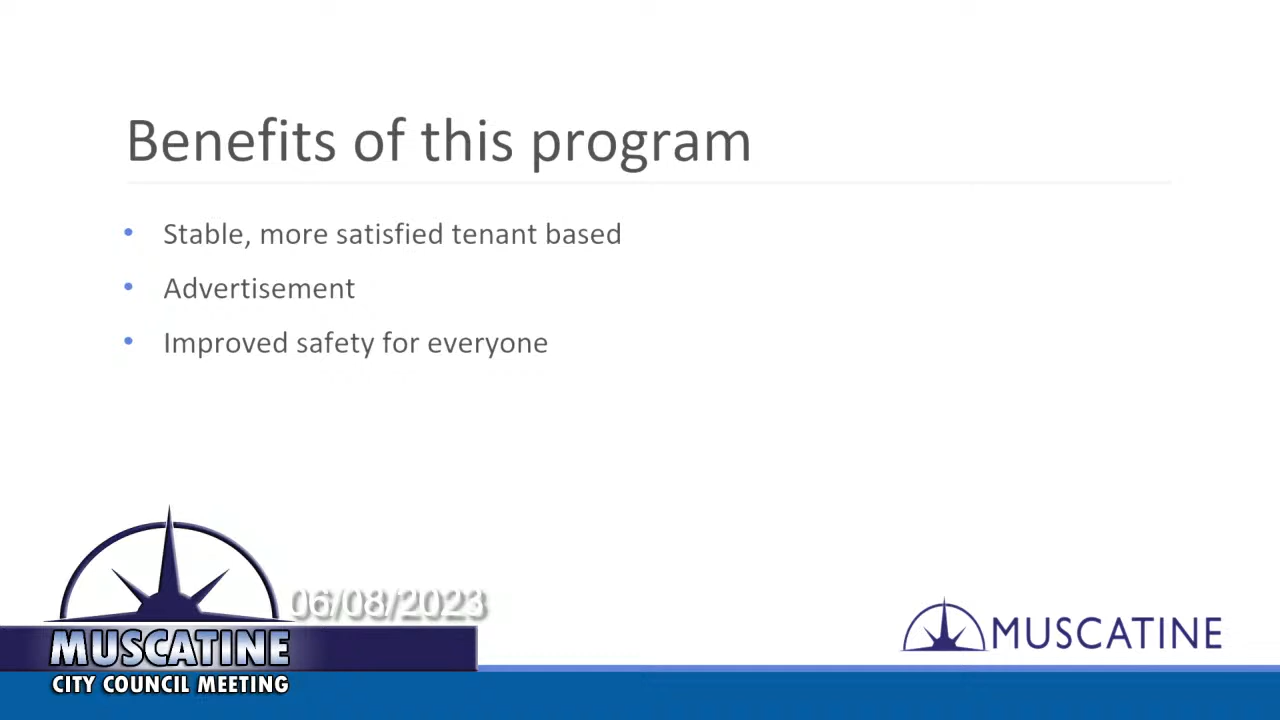 Benefits of this program
• Stable, more satisfied tenant based
• Advertisement
• Improved safety for everyone
06/08/2023
MUSCATINE
CITY COUNCIL MEETING
MUSCATINE